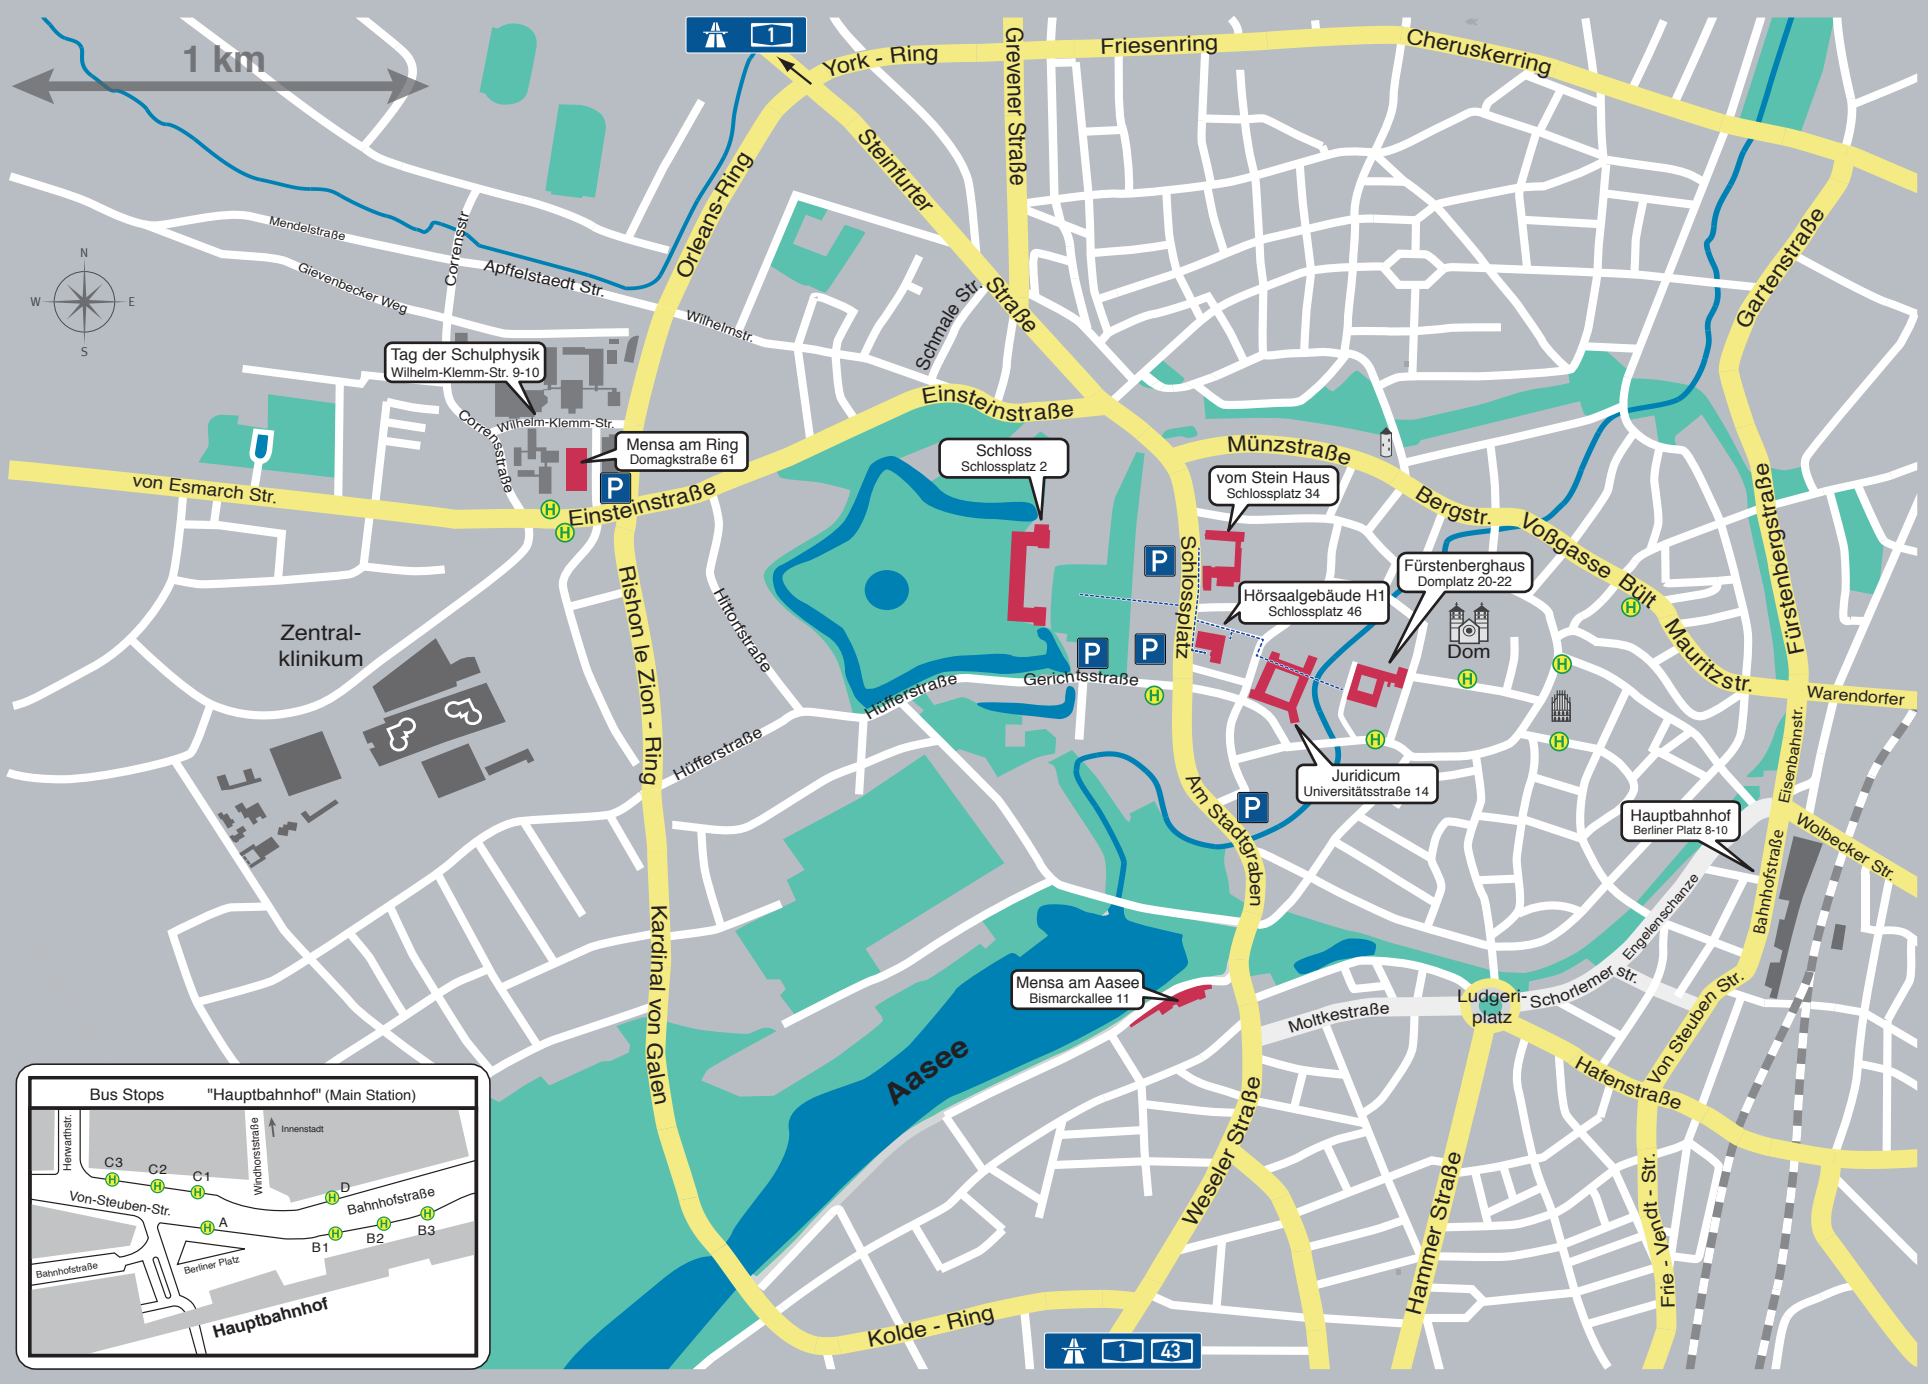 1 km
1
York - Ring
Grevener Straße
Friesenring
Cheruskerring
Steinfurter
Straße
Orleans-Ring
Mendelstraße
Corrensstr
Apffelstaedt Str.
Gievenbecker Weg
Wilhelmstr.
Schmale Str.
Gartenstraße
N
W
E
S
Tag der Schulphysik
Wilhelm-Klemm-Str. 9-10
Wilhelm-Klemm-Str.
Corrensstraße
Mensa am Ring
Domagkstraße 61
P
Einsteinstraße
Einsteinstraße
von Esmarch Str.
H
H
Schloss
Schlossplatz 2
Münzstraße
vom Stein Haus
Schlossplatz 34
Bergstr.
Voßgasse
Bült
Mauritzstr.
Fürstenbergstraße
Warendorfer
Schlossplatz
P
P
P
Fürstenberghaus
Domplatz 20-22
Hörsaalgebäude H1
Schlossplatz 46
Dom
H
H
H
H
H
H
Zentral-
klinikum
Rishon le Zion - Ring
Hittorfstraße
Hüfferstraße
Hüfferstraße
Gerichtsstraße
Juridicum
Universitätsstraße 14
Am Stadtgraben
P
Eisenbahnstr.
Hauptbahnhof
Berliner Platz 8-10
Wolbecker Str.
Bahnhofstraße
Engelenschanze
Kardinal von Galen
Mensa am Aasee
Bismarckallee 11
Aasee
Moltkestraße
Ludgeri-
platz
Schorlemer str.
Von Steuben Str.
Hafenstraße
Weseler Straße
Hammer Straße
Frie - Vendt - Str.
Kolde - Ring
1
43
Bus Stops
"Hauptbahnhof" (Main Station)
Herwarthstr.
Windhorststraße
Innenstadt
C3
H
C2
H
C1
H
D
H
Von-Steuben-Str.
Bahnhofstraße
A
H
B1
H
B2
H
B3
H
Bahnhofstraße
Berliner Platz
Hauptbahnhof